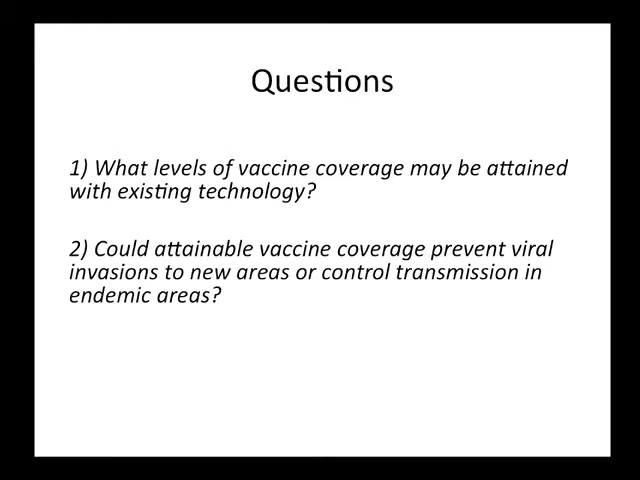 Questions
1) What levels of vaccine coverage may be attained
with existing technology?
2) Could attainable vaccine coverage prevent viral
invasions to new areas or control transmission in
endemic areas?